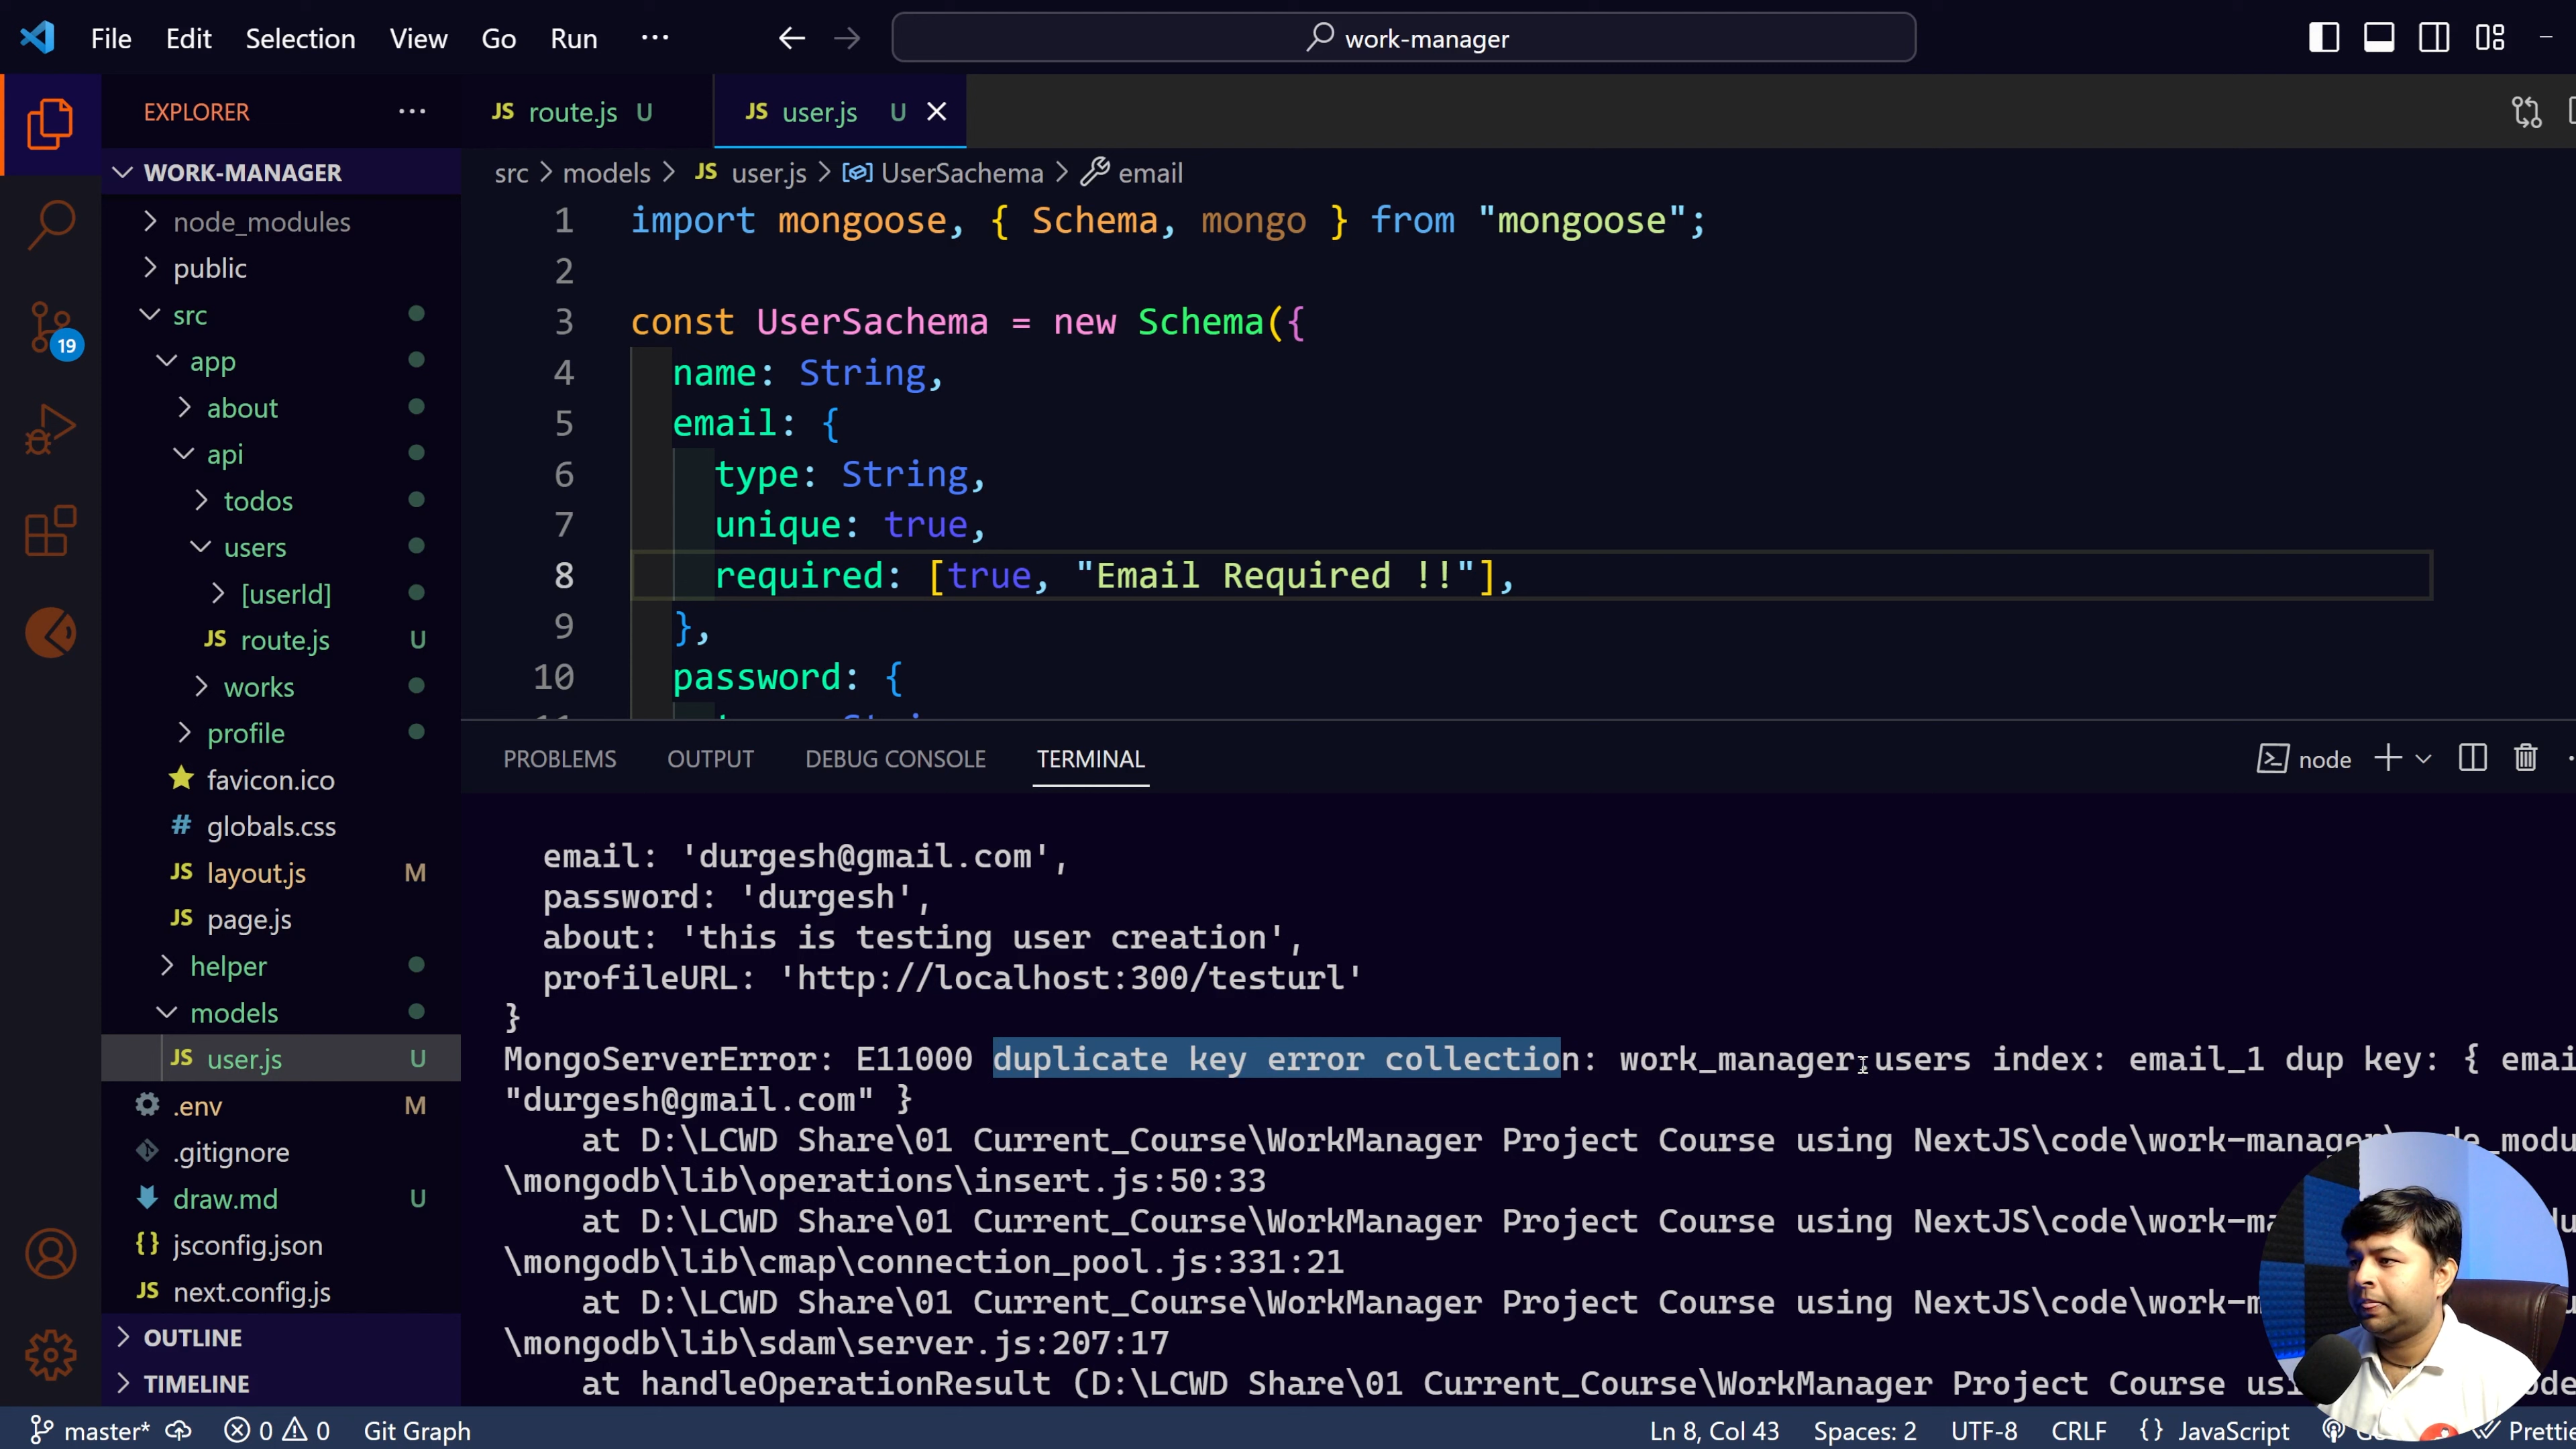 File Edit Selection View Go Run ··· work-manager
EXPLORER ···
WORK-MANAGER
node_modules
public
src
app
about
api
todos
users
[userId]
JS route.js U
works
profile
favicon.ico
# globals.css
JS layout.js M
JS page.js
helper
models
JS user.js U
.env M
.gitignore
draw.md U
{} jsconfig.json
JS next.config.js
OUTLINE
TIMELINE
19
JS route.js U JS user.js U
src > models > JS user.js > UserSachema > email
1 import mongoose, { Schema, mongo } from "mongoose";
2
3 const UserSachema = new Schema({
4 name: String,
5 email: {
6 type: String,
7 unique: true,
8 required: [true, "Email Required !!"],
9 },
10 password: {
PROBLEMS OUTPUT DEBUG CONSOLE TERMINAL node
email: 'durgesh@gmail.com',
password: 'durgesh',
about: 'this is testing user creation',
profileURL: 'http://localhost:300/testurl'
}
MongoServerError: E11000 duplicate key error collection: work_manager.users index: email_1 dup key: { emai
"durgesh@gmail.com" }
at D:\LCWD Share\01 Current_Course\WorkManager Project Course using NextJS\code\work-manager\
\mongodb\lib\operations\insert.js:50:33
at D:\LCWD Share\01 Current_Course\WorkManager Project Course using NextJS\code\work-ma
\mongodb\lib\cmap\connection_pool.js:331:21
at D:\LCWD Share\01 Current_Course\WorkManager Project Course using NextJS\code\work-m
\mongodb\lib\sdam\server.js:207:17
at handleOperationResult (D:\LCWD Share\01 Current_Course\WorkManager Project Course usi
master* 0 0 Git Graph Ln 8, Col 43 Spaces: 2 UTF-8 CRLF {} JavaScript Pretti